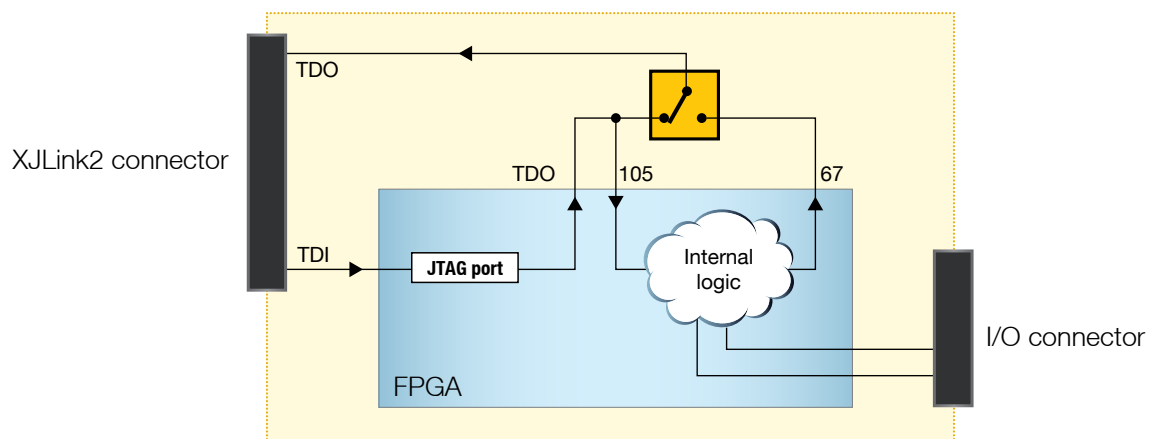 TDO
XJLink2 connector
TDO
105
67
TDI
JTAG port
Internal
logic
I/O connector
FPGA